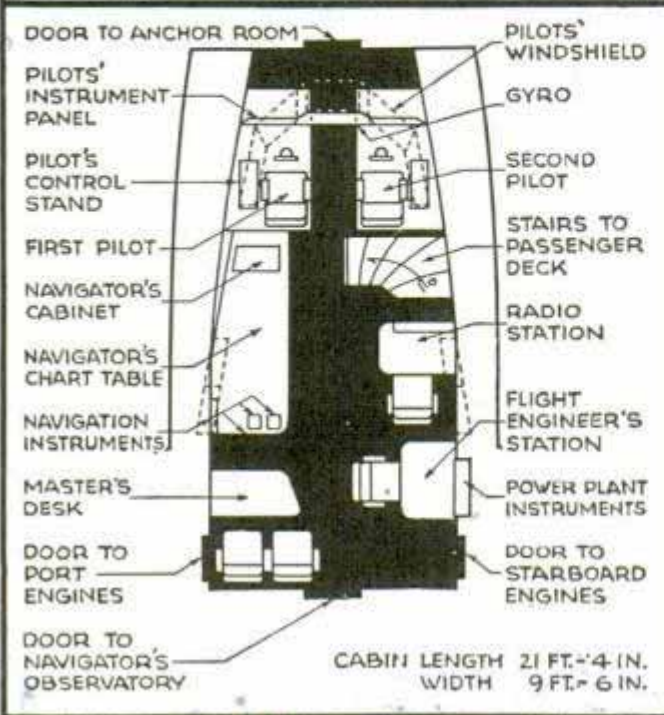 DOOR TO ANCHOR ROOM
PILOTS'
INSTRUMENT
PANEL
PILOT'S
CONTROL
STAND
FIRST PILOT
NAVIGATOR'S
CABINET
NAVIGATOR'S
CHART TABLE
NAVIGATION
INSTRUMENTS
MASTER'S
DESK
DOOR TO
PORT
ENGINES
DOOR TO
NAVIGATOR'S
OBSERVATORY
PILOTS'
WINDSHIELD
GYRO
SECOND
PILOT
STAIRS TO
PASSENGER
DECK
UP
RADIO
STATION
FLIGHT
ENGINEER'S
STATION
POWER PLANT
INSTRUMENTS
DOOR TO
STARBOARD
ENGINES
CABIN LENGTH 21 FT.-4 IN.
WIDTH 9 FT.-6 IN.